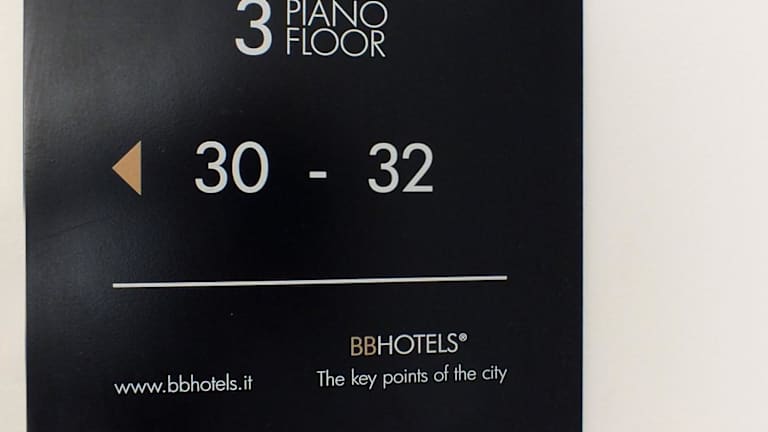 3 PIANO
FLOOR
30 - 32
BBHOTELS®
www.bbhotels.it
The key points of the city